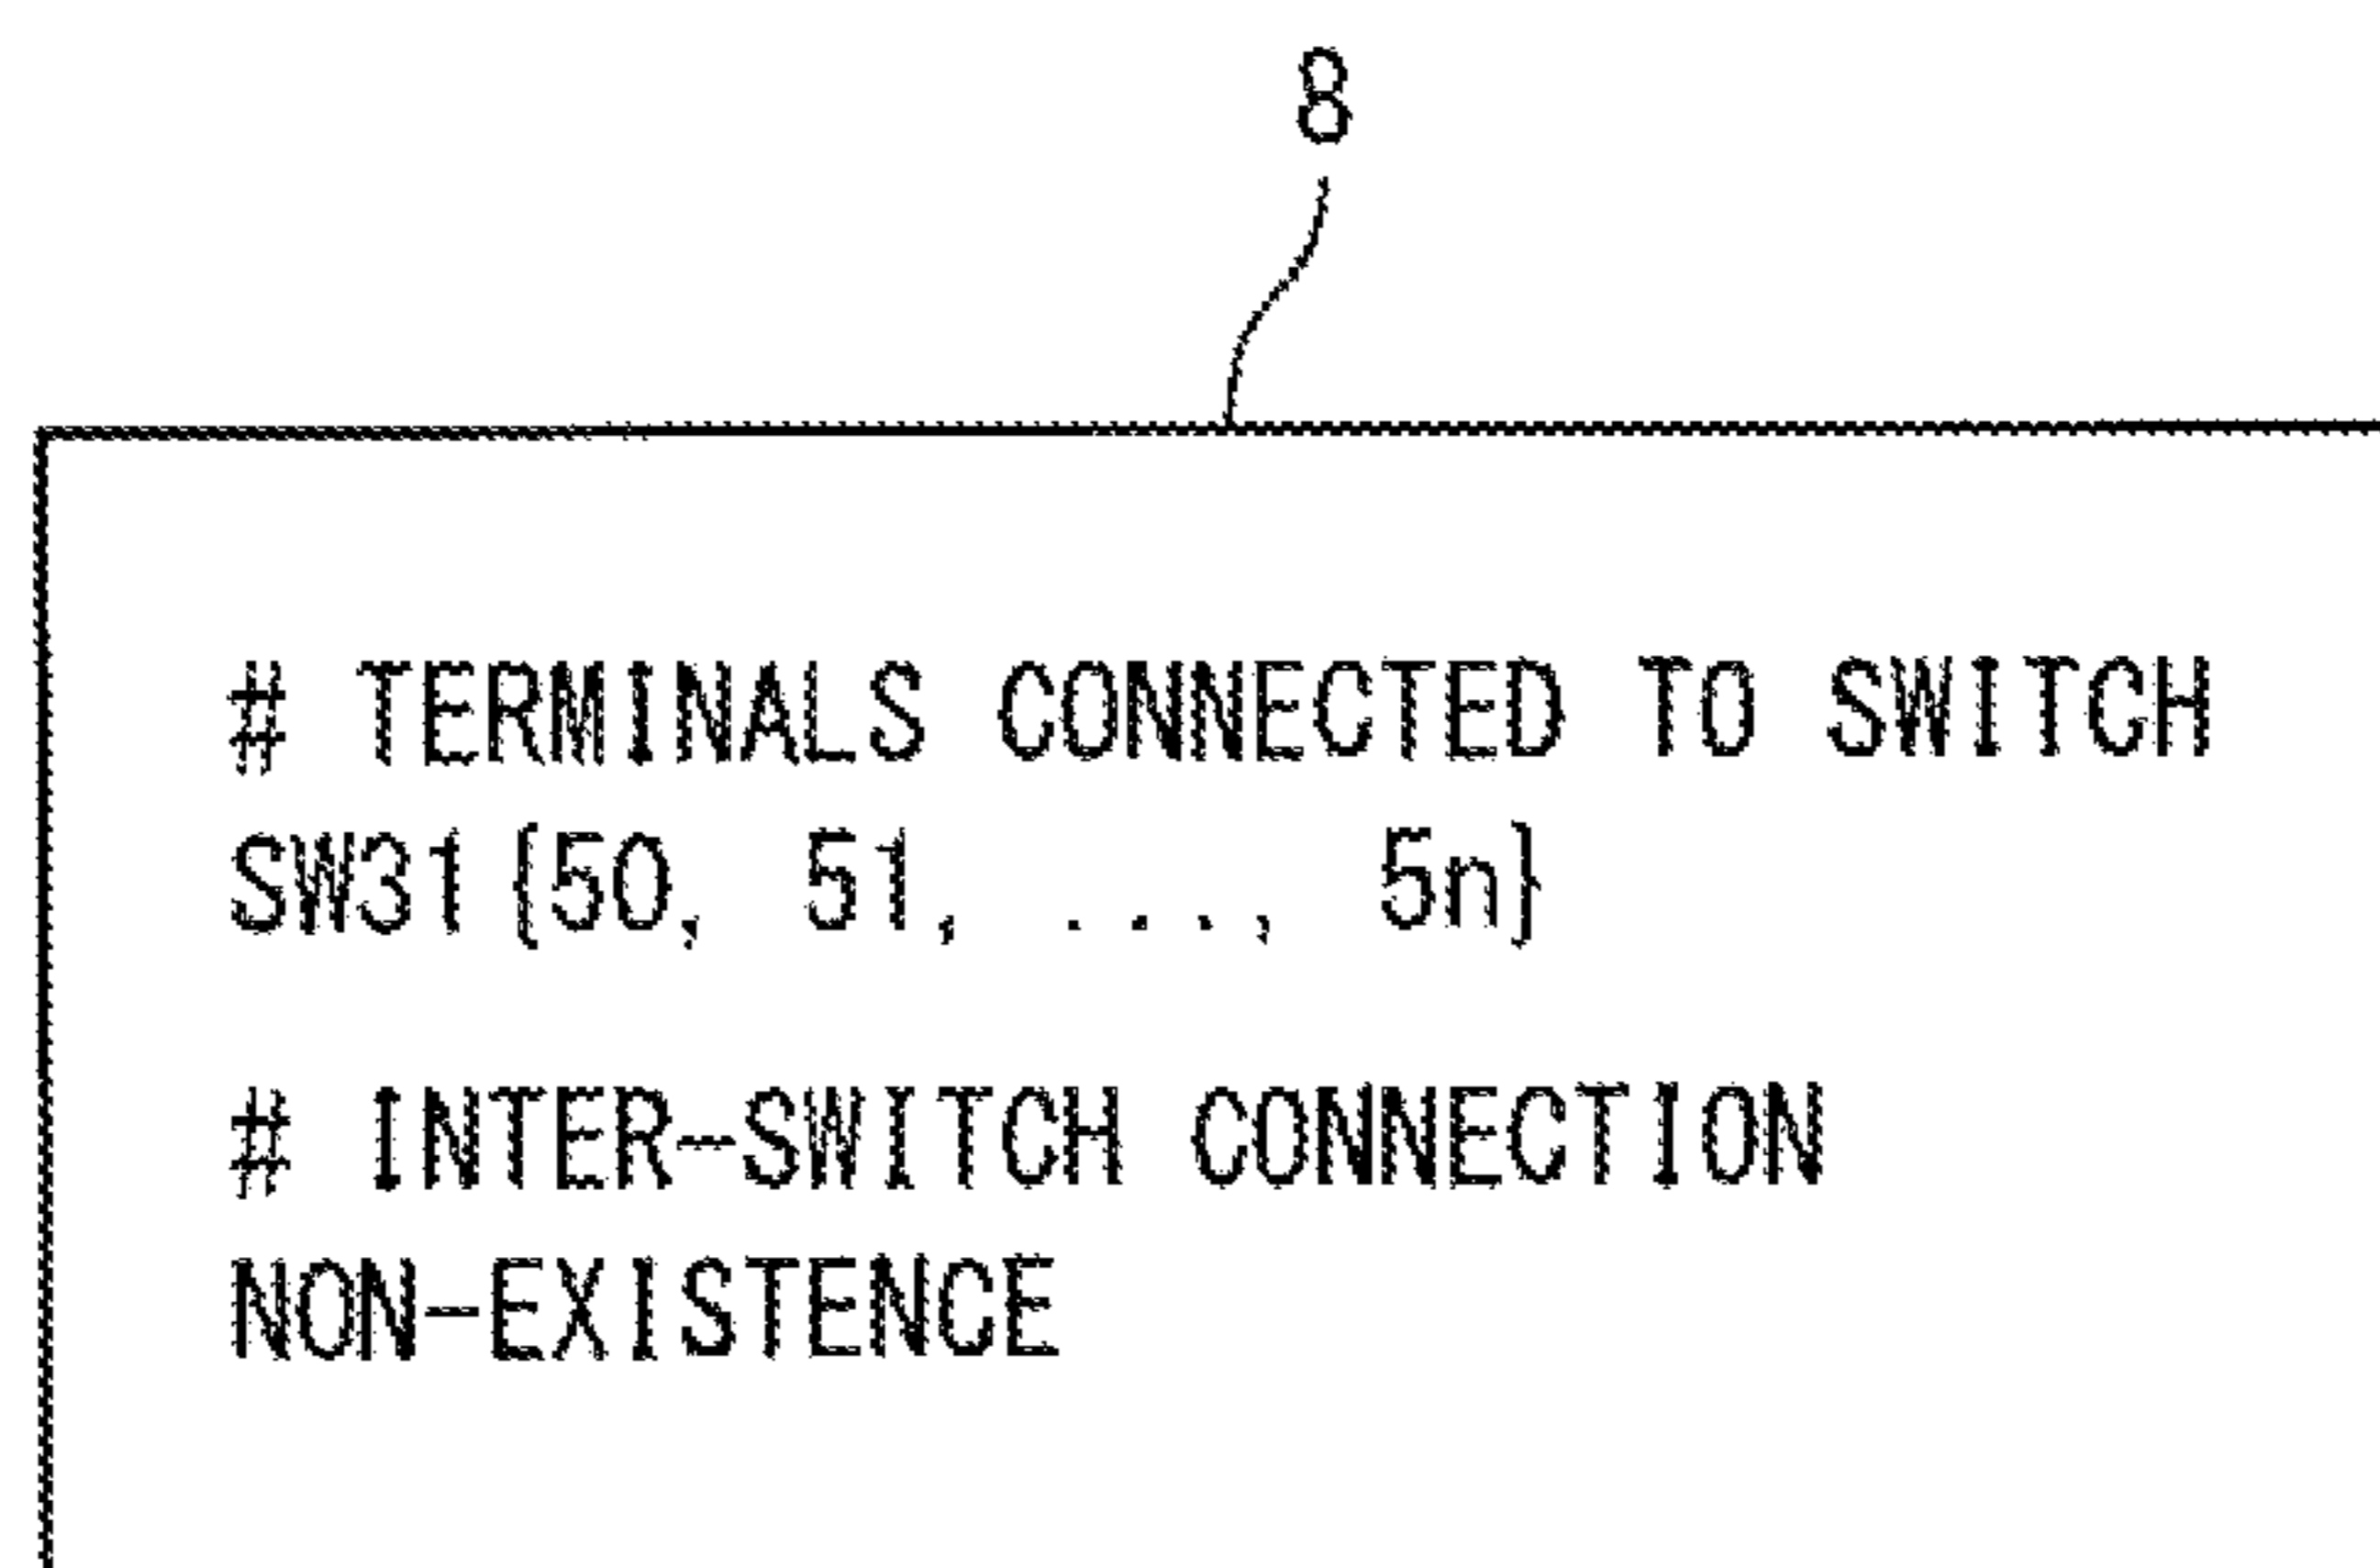 8
# TERMINALS CONNECTED TO SWITCH
SW31{50, 51, ..., 5n}
# INTER-SWITCH CONNECTION
NON-EXISTENCE